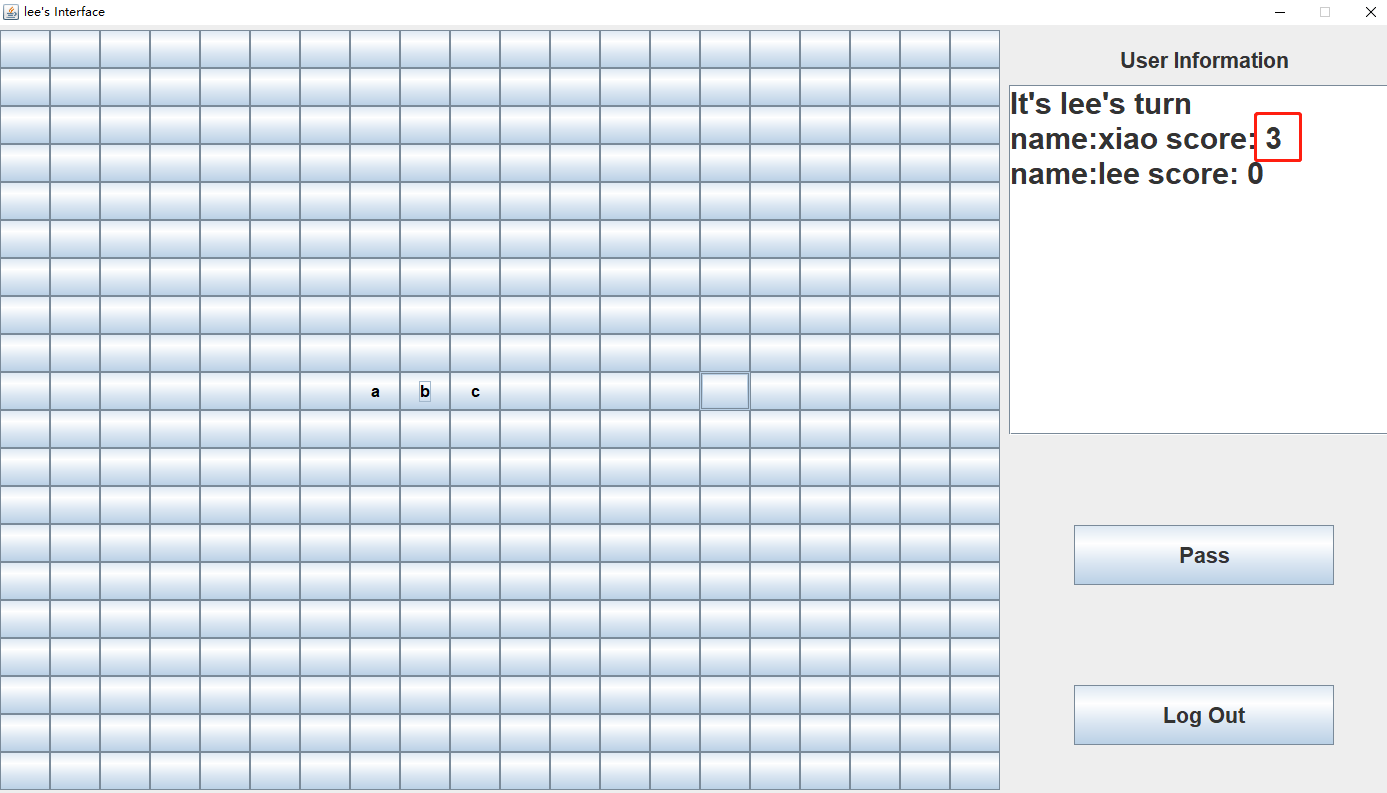 lee's Interface
User Information
It's lee's turn
name:xiao score: 3
name:lee score: 0
a b c
Pass
Log Out